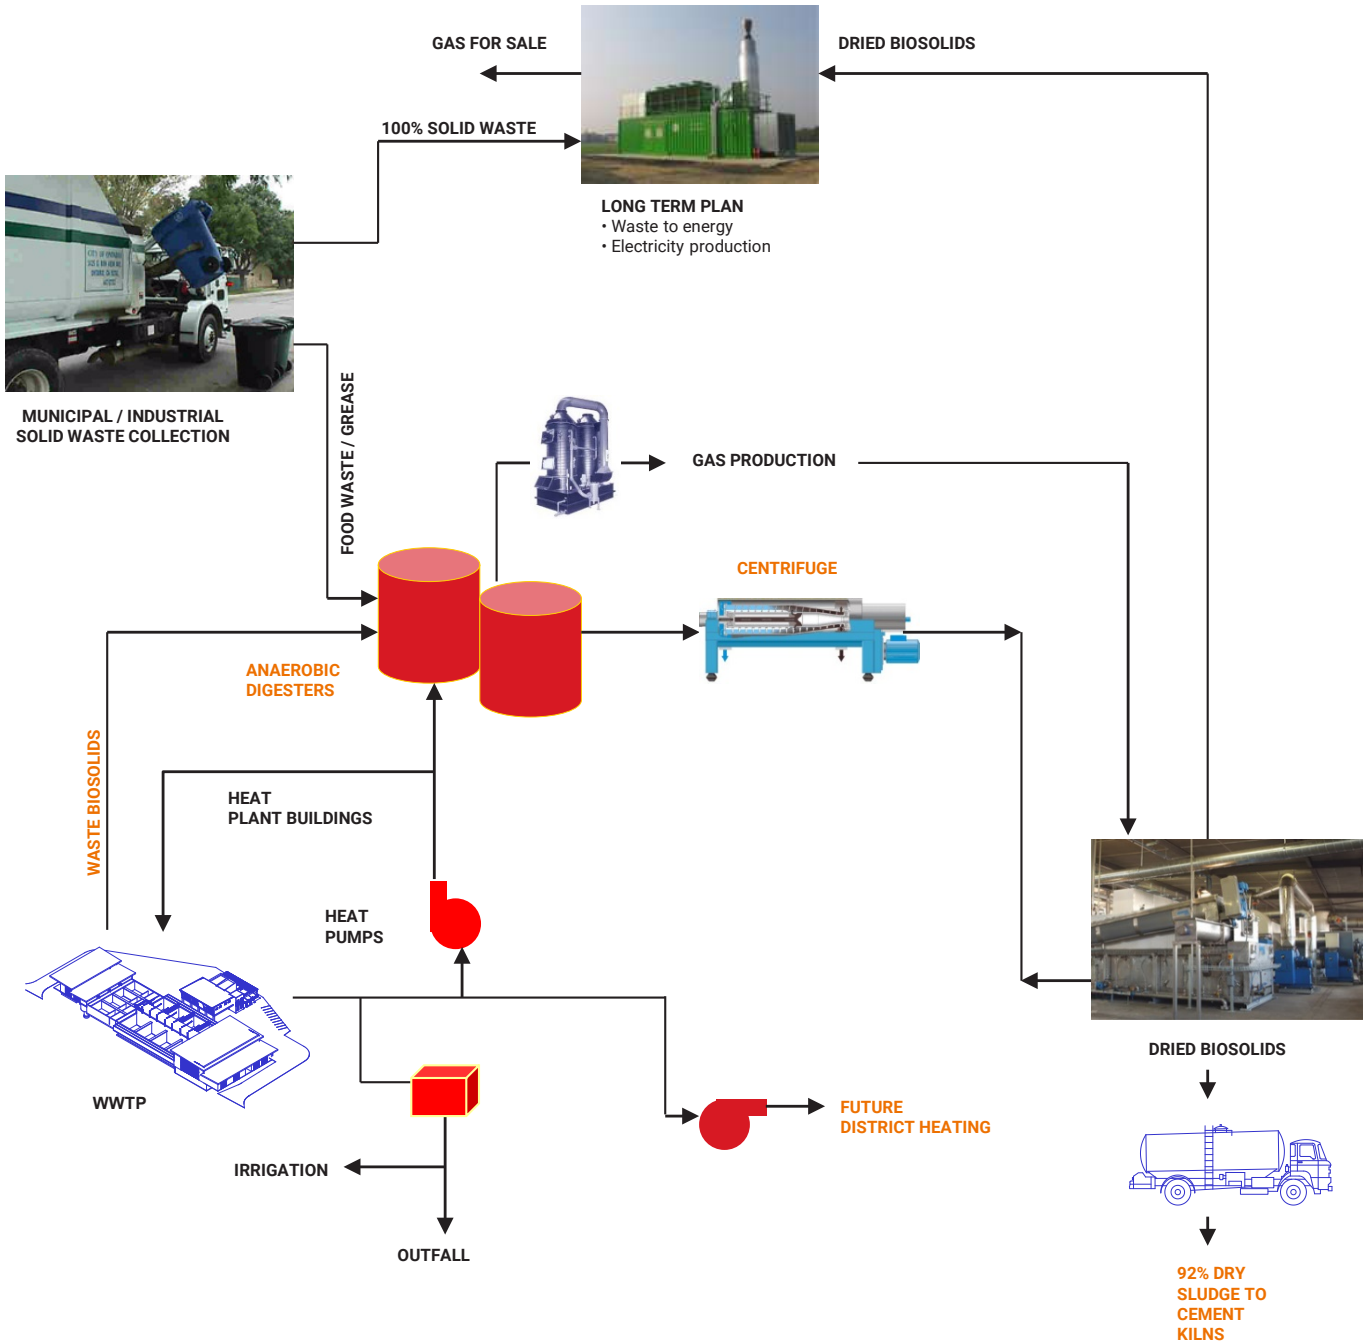 GAS FOR SALE
DRIED BIOSOLIDS
100% SOLID WASTE
LONG TERM PLAN
• Waste to energy
• Electricity production
MUNICIPAL / INDUSTRIAL
SOLID WASTE COLLECTION
FOOD WASTE / GREASE
GAS PRODUCTION
CENTRIFUGE
ANAEROBIC
DIGESTERS
WASTE BIOSOLIDS
HEAT
PLANT BUILDINGS
HEAT
PUMPS
WWTP
DRIED BIOSOLIDS
FUTURE
DISTRICT HEATING
IRRIGATION
OUTFALL
92% DRY
SLUDGE TO
CEMENT
KILNS